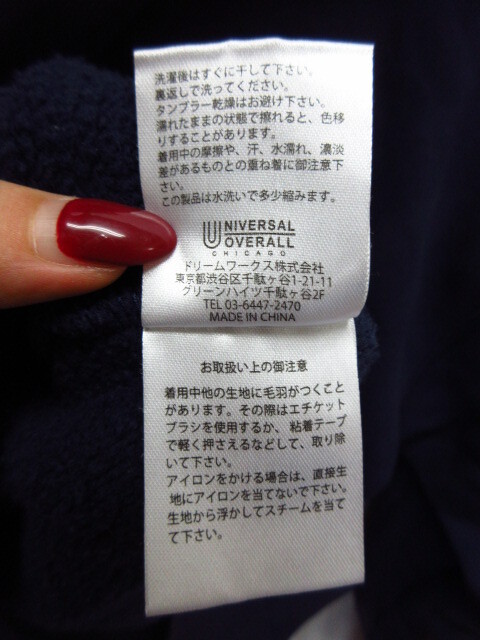 洗濯後はすぐに干して下さい。
裏返しで洗ってください。
タンブラー乾燥はお避け下さい。
濡れたままの状態で擦れると、色移
りすることがあります。
着用中の摩擦や、汗、水濡れ、濃淡
差があるものとの重ね着に御注意下
さい。
この製品は水洗いで多少縮みます。
UNIVERSAL
OVERALL
CHICAGO
ドリームワークス株式会社
東京都渋谷区千駄ヶ谷1-21-11
グリーンハイツ千駄ヶ谷2F
TEL 03-6447-2470
MADE IN CHINA
お取扱い上の御注意
着用中他の生地に毛羽がつくこと
があります。その際はエチケット
ブラシを使用するか、粘着テープ
で軽く押さえるなどして、取り除
いて下さい。
アイロンをかける場合は、直接生
地にアイロンを当てないで下さい。
生地から浮かしてスチームを当て
て下さい。